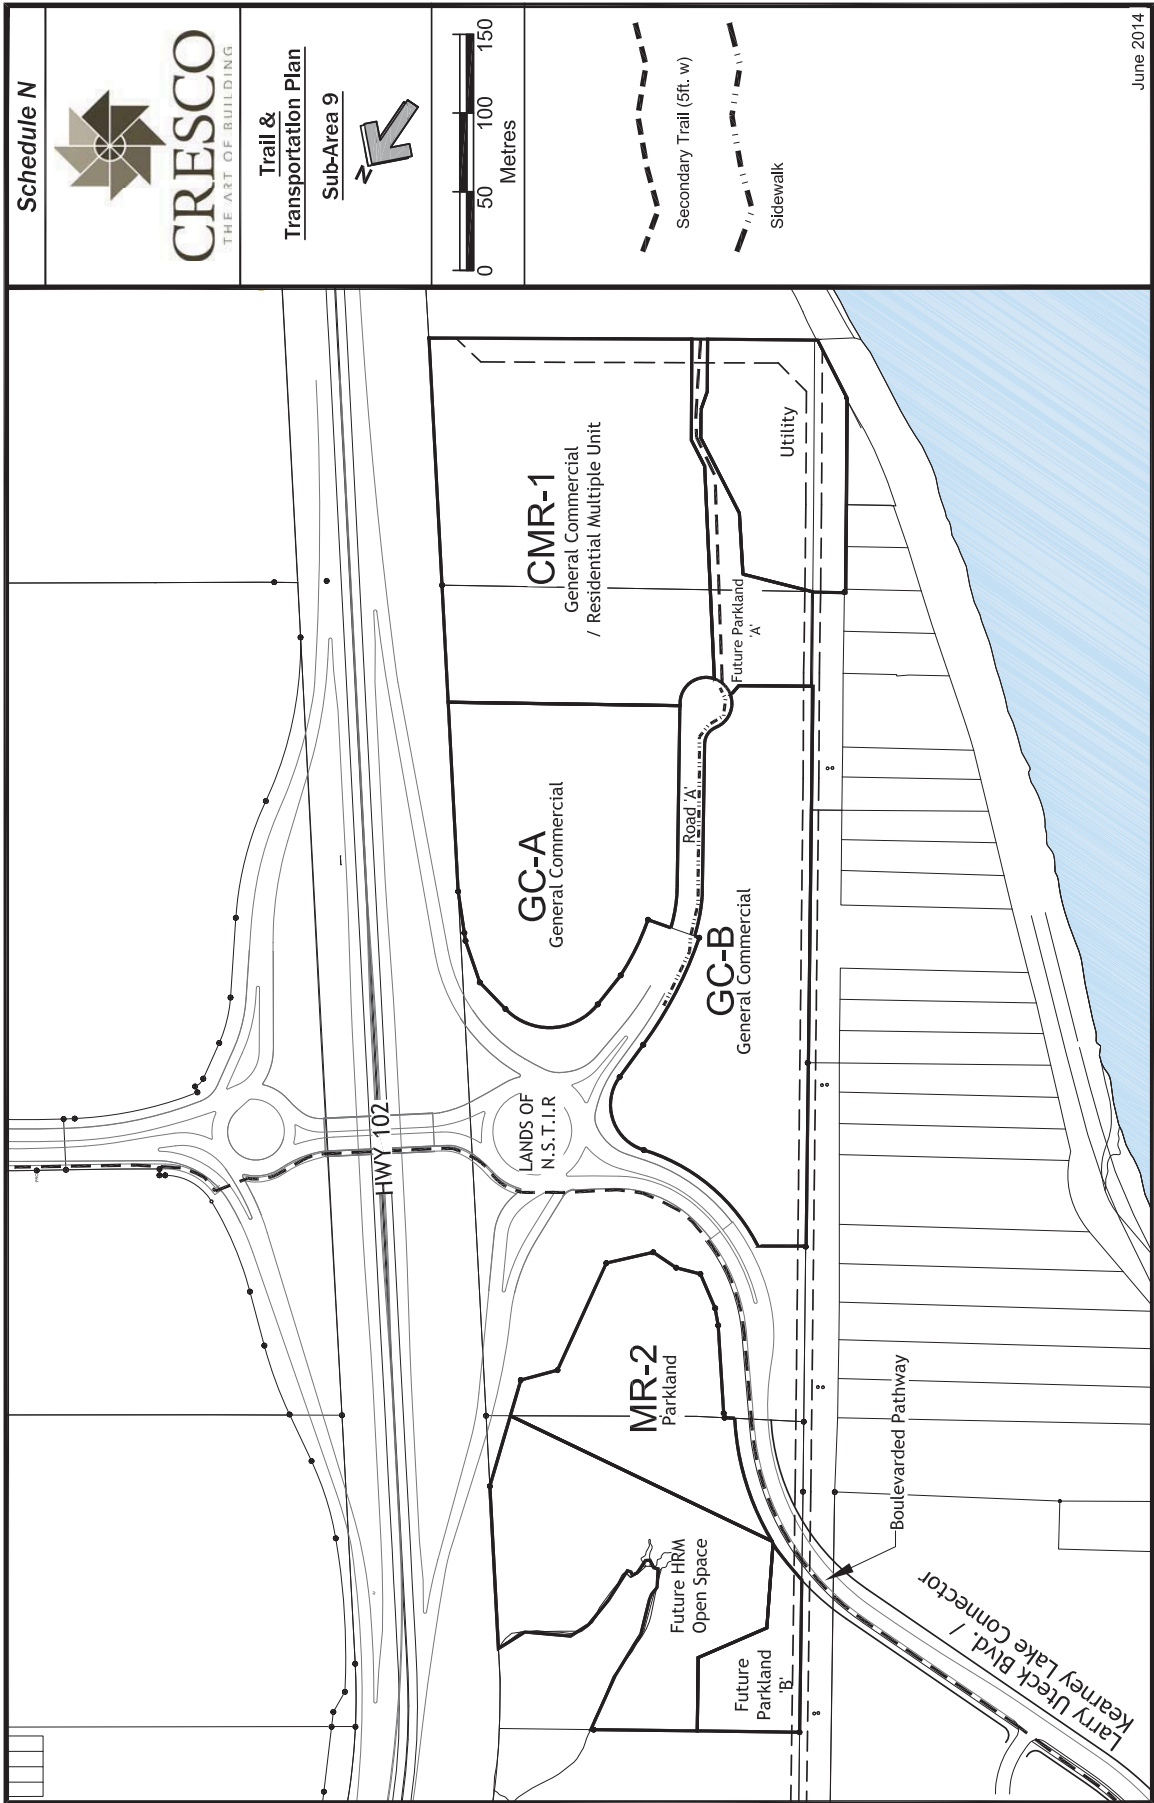 Schedule N
CRESCO
THE ART OF BUILDING
Trail &
Transportation Plan
Sub-Area 9
N
0 50 100 150
Metres
Secondary Trail (5ft. w)
Sidewalk
June 2014
HWY 102
LANDS OF
N.S.T.I.R
CMR-1
General Commercial
/ Residential Multiple Unit
GC-A
General Commercial
GC-B
General Commercial
Road 'A'
Future Parkland
'A'
Utility
MR-2
Parkland
Future HRM
Open Space
Future
Parkland
'B'
Boulevarded Pathway
Larry Uteck Blvd. /
Kearney Lake Connector